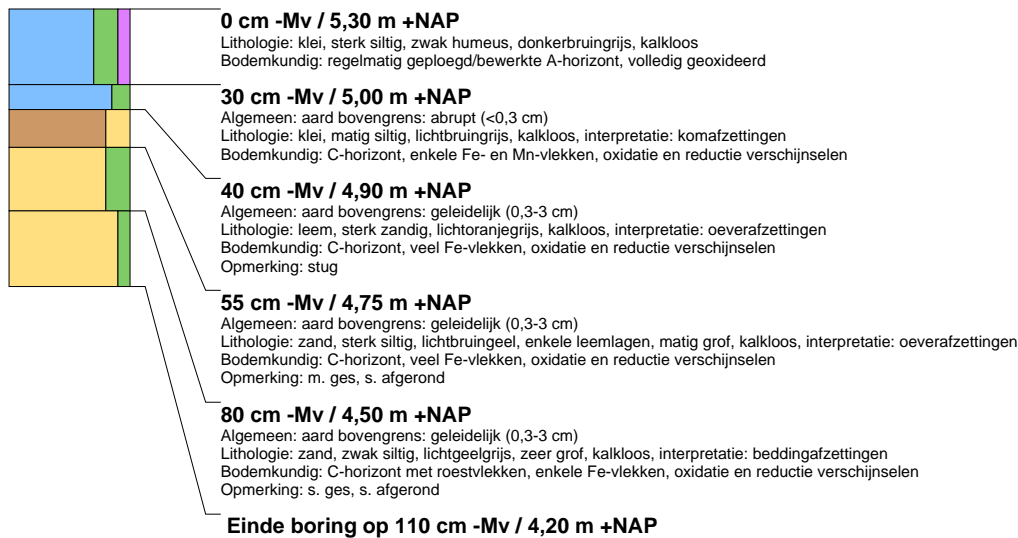 0 cm -Mv / 5,30 m +NAP
Lithologie: klei, sterk siltig, zwak humeus, donkerbruingrijs, kalkloos
Bodemkundig: regelmatig geploegd/bewerkte A-horizont, volledig geoxideerd
30 cm -Mv / 5,00 m +NAP
Algemeen: aard bovengrens: abrupt (<0,3 cm)
Lithologie: klei, matig siltig, lichtbruingrijs, kalkloos, interpretatie: komafzettingen
Bodemkundig: C-horizont, enkele Fe- en Mn-vlekken, oxidatie en reductie verschijnselen
40 cm -Mv / 4,90 m +NAP
Algemeen: aard bovengrens: geleidelijk (0,3-3 cm)
Lithologie: leem, sterk zandig, lichtoranjegrijs, kalkloos, interpretatie: oeverafzettingen
Bodemkundig: C-horizont, veel Fe-vlekken, oxidatie en reductie verschijnselen
Opmerking: stug
55 cm -Mv / 4,75 m +NAP
Algemeen: aard bovengrens: geleidelijk (0,3-3 cm)
Lithologie: zand, sterk siltig, lichtbruingeel, enkele leemlagen, matig grof, kalkloos, interpretatie: oeverafzettingen
Bodemkundig: C-horizont, veel Fe-vlekken, oxidatie en reductie verschijnselen
Opmerking: m. ges, s. afgerond
80 cm -Mv / 4,50 m +NAP
Algemeen: aard bovengrens: geleidelijk (0,3-3 cm)
Lithologie: zand, zwak siltig, lichtgeelgrijs, zeer grof, kalkloos, interpretatie: beddingafzettingen
Bodemkundig: C-horizont met roestvlekken, enkele Fe-vlekken, oxidatie en reductie verschijnselen
Opmerking: s. ges, s. afgerond
Einde boring op 110 cm -Mv / 4,20 m +NAP